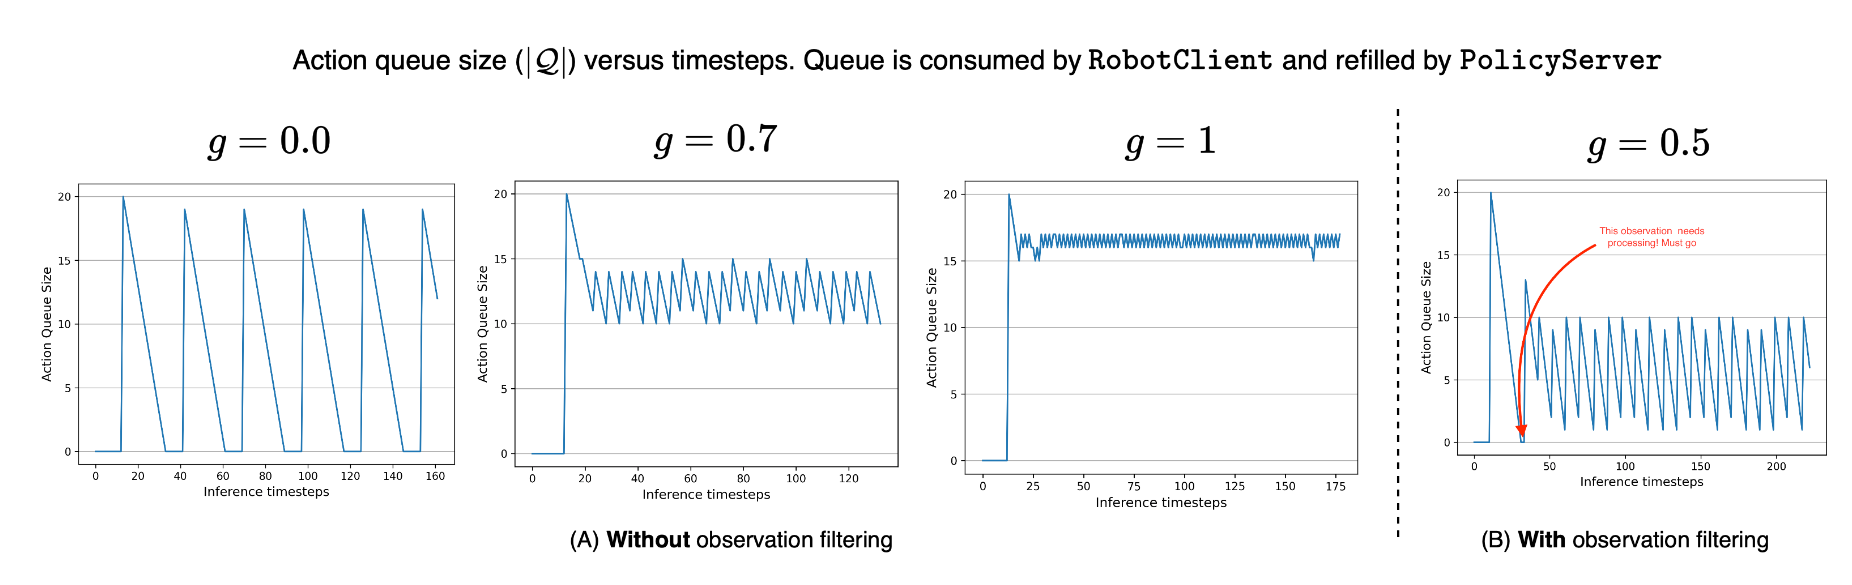 Action queue size (|𝒬|) versus timesteps. Queue is consumed by RobotClient and refilled by PolicyServer
g = 0.0
20
15
10
5
0
0 20 40 60 80 100 120 140 160
Action Queue Size
Inference timesteps
g = 0.7
20
15
10
5
0
0 20 40 60 80 100 120
Action Queue Size
Inference timesteps
g = 1
20
15
10
5
0
0 25 50 75 100 125 150 175
Action Queue Size
Inference timesteps
(A) Without observation filtering
g = 0.5
20
15
10
5
0
0 50 100 150 200
Action Queue Size
Inference timesteps
This observation needs
processing! Must go
(B) With observation filtering